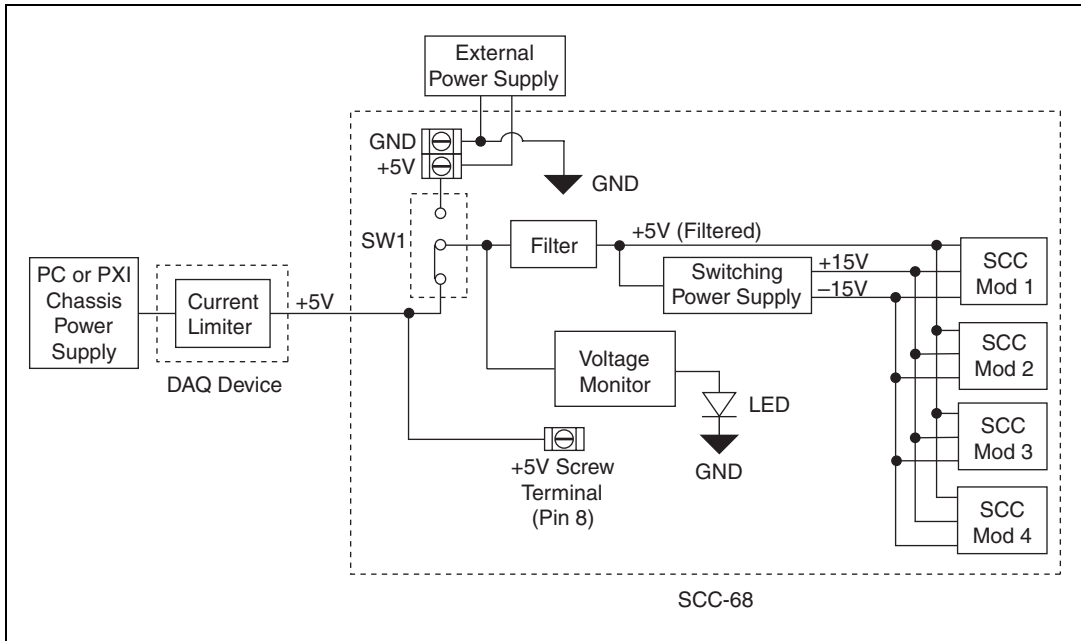 External
Power Supply
GND
+5V
GND
SW1
Filter
+5V (Filtered)
Switching
Power Supply
+15V
–15V
SCC
Mod 1
PC or PXI
Chassis
Power
Supply
Current
Limiter
+5V
DAQ Device
Voltage
Monitor
LED
GND
SCC
Mod 2
SCC
Mod 3
+5V Screw
Terminal
(Pin 8)
SCC
Mod 4
SCC-68